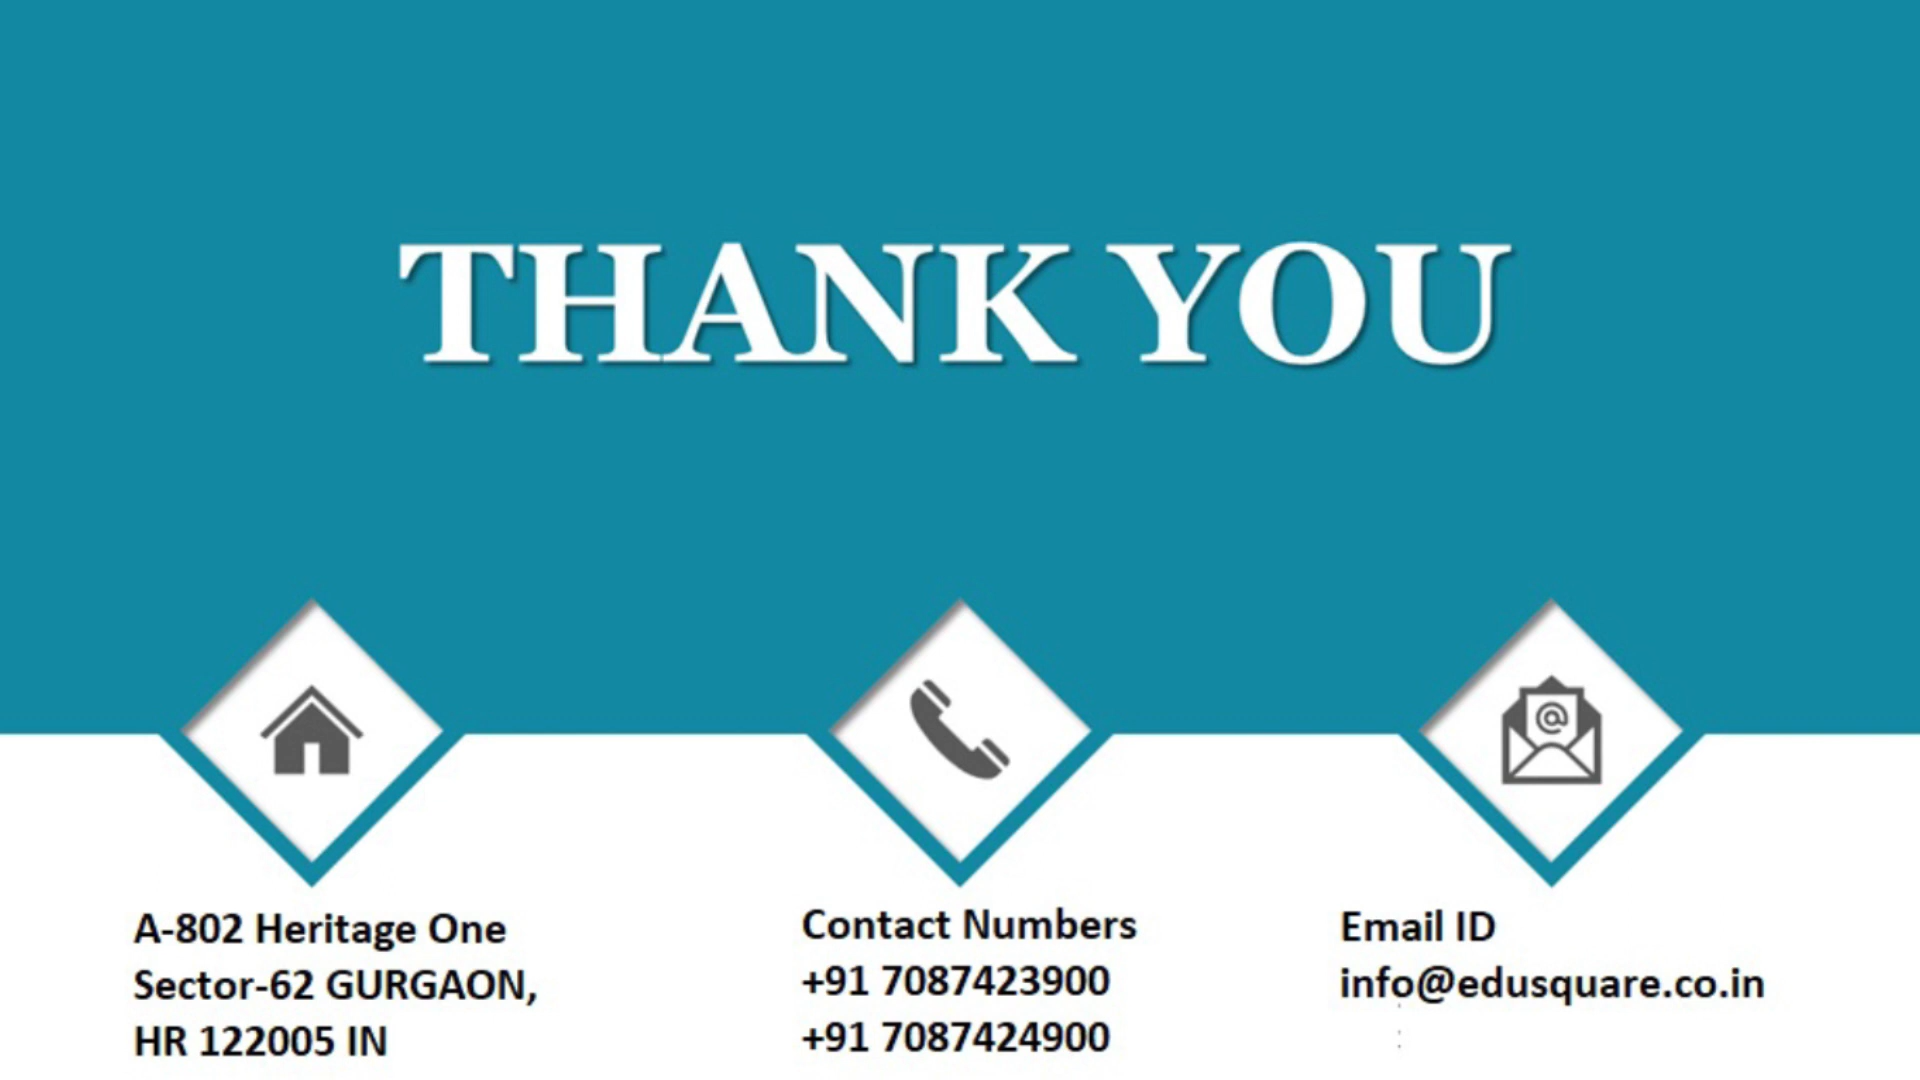 THANK YOU
A-802 Heritage One
Sector-62 GURGAON,
HR 122005 IN
Contact Numbers
+91 7087423900
+91 7087424900
Email ID
info@edusquare.co.in